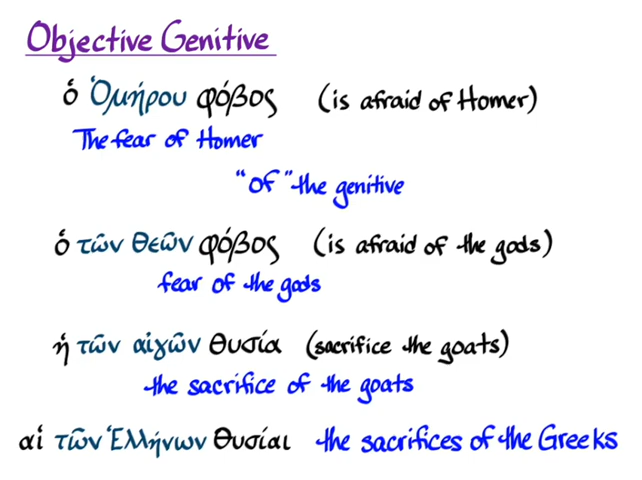 Objective Genitive
ὁ Ὁμήρου φόβος (is afraid of Homer)
The fear of Homer
"of" the genitive
ὁ τῶν θεῶν φόβος (is afraid of the gods)
fear of the gods
ἡ τῶν αἰγῶν θυσία (sacrifice the goats)
the sacrifice of the goats
αἱ τῶν Ἑλλήνων θυσίαι the sacrifices of the Greeks